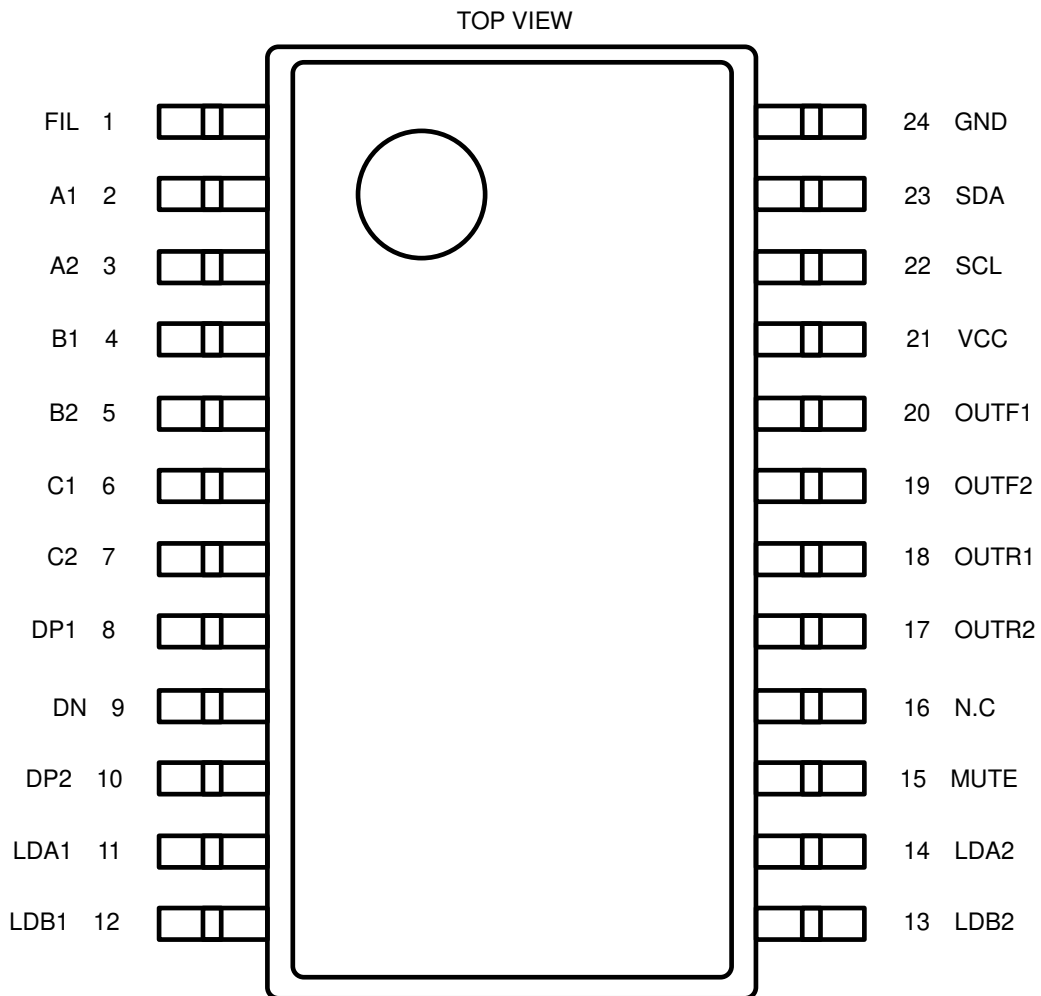 TOP VIEW
FIL 1
24 GND
A1 2
23 SDA
A2 3
22 SCL
B1 4
21 VCC
B2 5
20 OUTF1
C1 6
19 OUTF2
C2 7
18 OUTR1
DP1 8
17 OUTR2
DN 9
16 N.C
DP2 10
15 MUTE
LDA1 11
14 LDA2
LDB1 12
13 LDB2